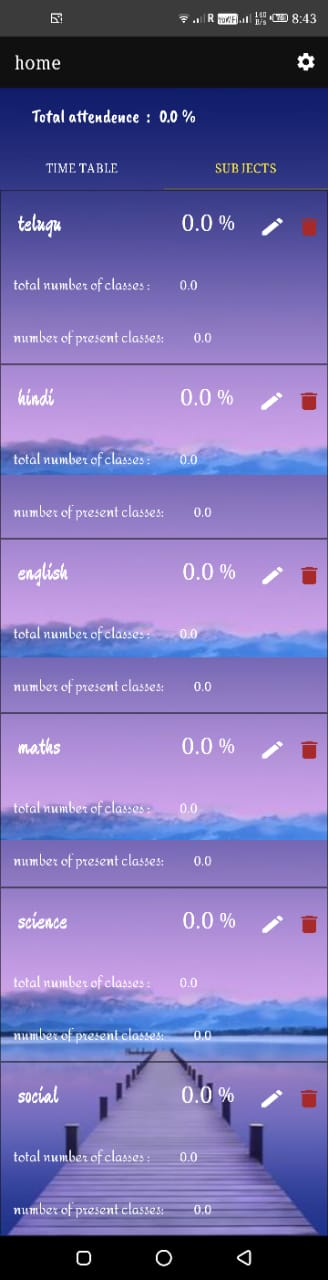 R 140 B/s 76 8:43
home
Total attendence : 0.0 %
TIME TABLE SUBJECTS
telugu 0.0 %
total number of classes : 0.0
number of present classes: 0.0
hindi 0.0 %
total number of classes : 0.0
number of present classes: 0.0
english 0.0 %
total number of classes : 0.0
number of present classes: 0.0
maths 0.0 %
total number of classes : 0.0
number of present classes: 0.0
science 0.0 %
total number of classes : 0.0
number of present classes: 0.0
social 0.0 %
total number of classes : 0.0
number of present classes: 0.0